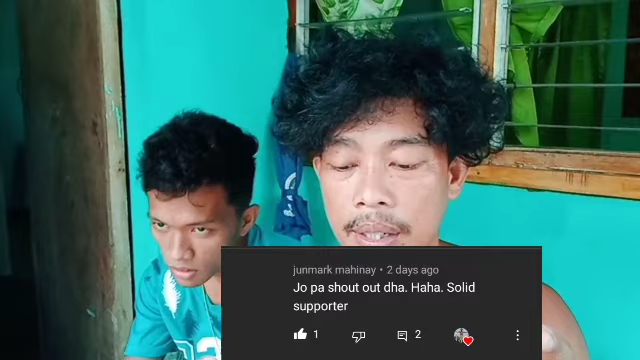 junmark mahinay • 2 days ago
Jo pa shout out dha. Haha. Solid
supporter
1
2